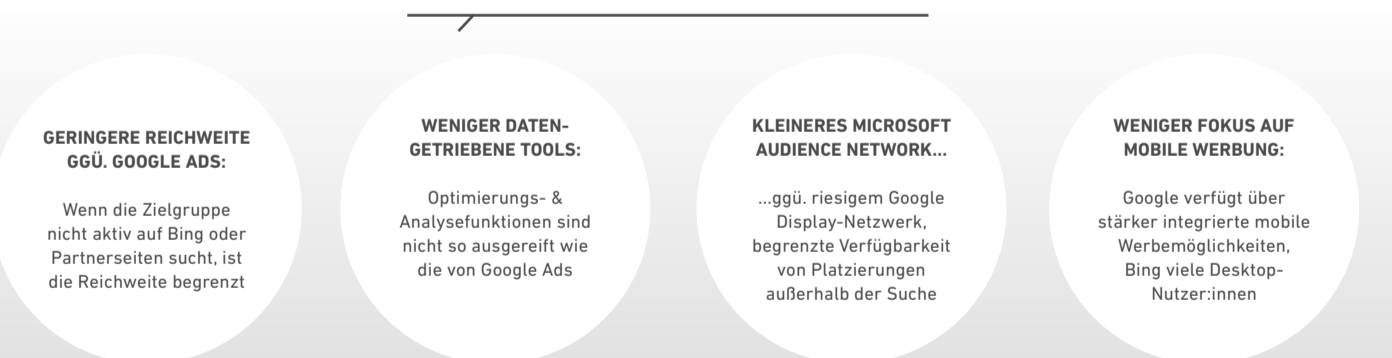 GERINGERE REICHWEITE
GGÜ. GOOGLE ADS:
Wenn die Zielgruppe
nicht aktiv auf Bing oder
Partnerseiten sucht, ist
die Reichweite begrenzt
WENIGER DATEN-
GETRIEBENE TOOLS:
Optimierungs- &
Analysefunktionen sind
nicht so ausgereift wie
die von Google Ads
KLEINERES MICROSOFT
AUDIENCE NETWORK...
...ggü. riesigem Google
Display-Netzwerk,
begrenzte Verfügbarkeit
von Platzierungen
außerhalb der Suche
WENIGER FOKUS AUF
MOBILE WERBUNG:
Google verfügt über
stärker integrierte mobile
Werbemöglichkeiten,
Bing viele Desktop-
Nutzer:innen